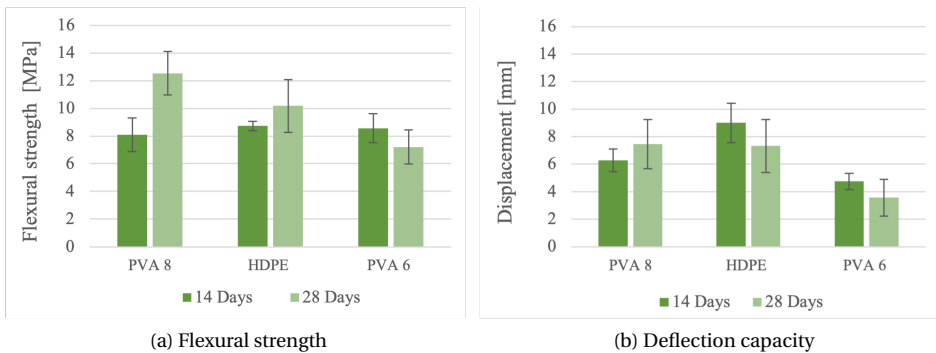 16
14
12
10
8
6
4
2
0
Flexural strength [MPa]
PVA 8 HDPE PVA 6
14 Days 28 Days
(a) Flexural strength
16
14
12
10
8
6
4
2
0
Displacement [mm]
PVA 8 HDPE PVA 6
14 Days 28 Days
(b) Deflection capacity